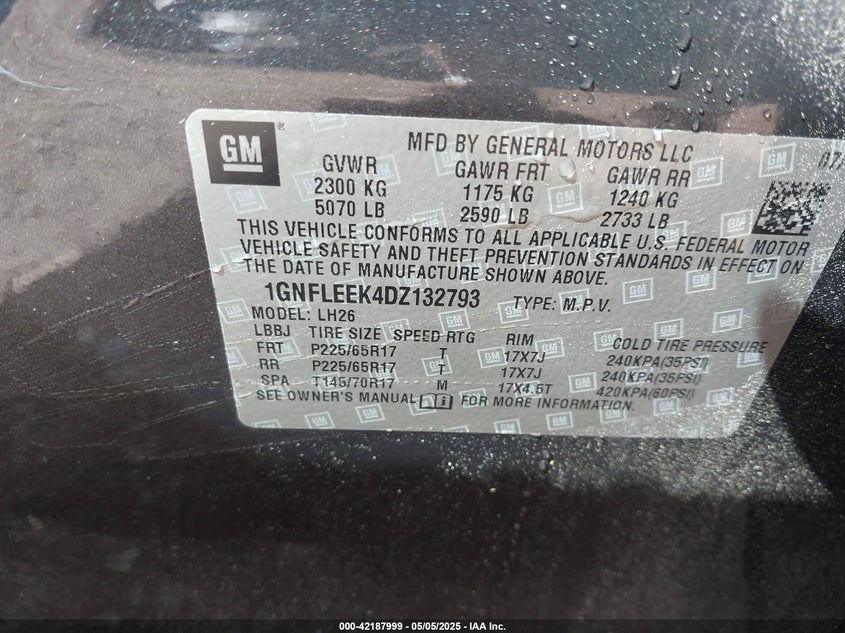 GM
MFD BY GENERAL MOTORS LLC
GVWR GAWR FRT GAWR RR
2300 KG 1175 KG 1240 KG
5070 LB 2590 LB 2733 LB
THIS VEHICLE CONFORMS TO ALL APPLICABLE U.S. FEDERAL MOTOR
VEHICLE SAFETY AND THEFT PREVENTION STANDARDS IN EFFECT ON
THE DATE OF MANUFACTURE SHOWN ABOVE.
1GNFLEEK4DZ132793 TYPE: M.P.V.
MODEL: LH26
LBBJ TIRE SIZE SPEED RTG RIM COLD TIRE PRESSURE
FRT P225/65R17 T 17X7J 240KPA(35PSI)
RR P225/65R17 T 17X7J 240KPA(35PSI)
SPA T145/70R17 M 17X4.5T 420KPA(60PSI)
SEE OWNER'S MANUAL FOR MORE INFORMATION.
000-42187999 — 05/05/2025 — IAA Inc.